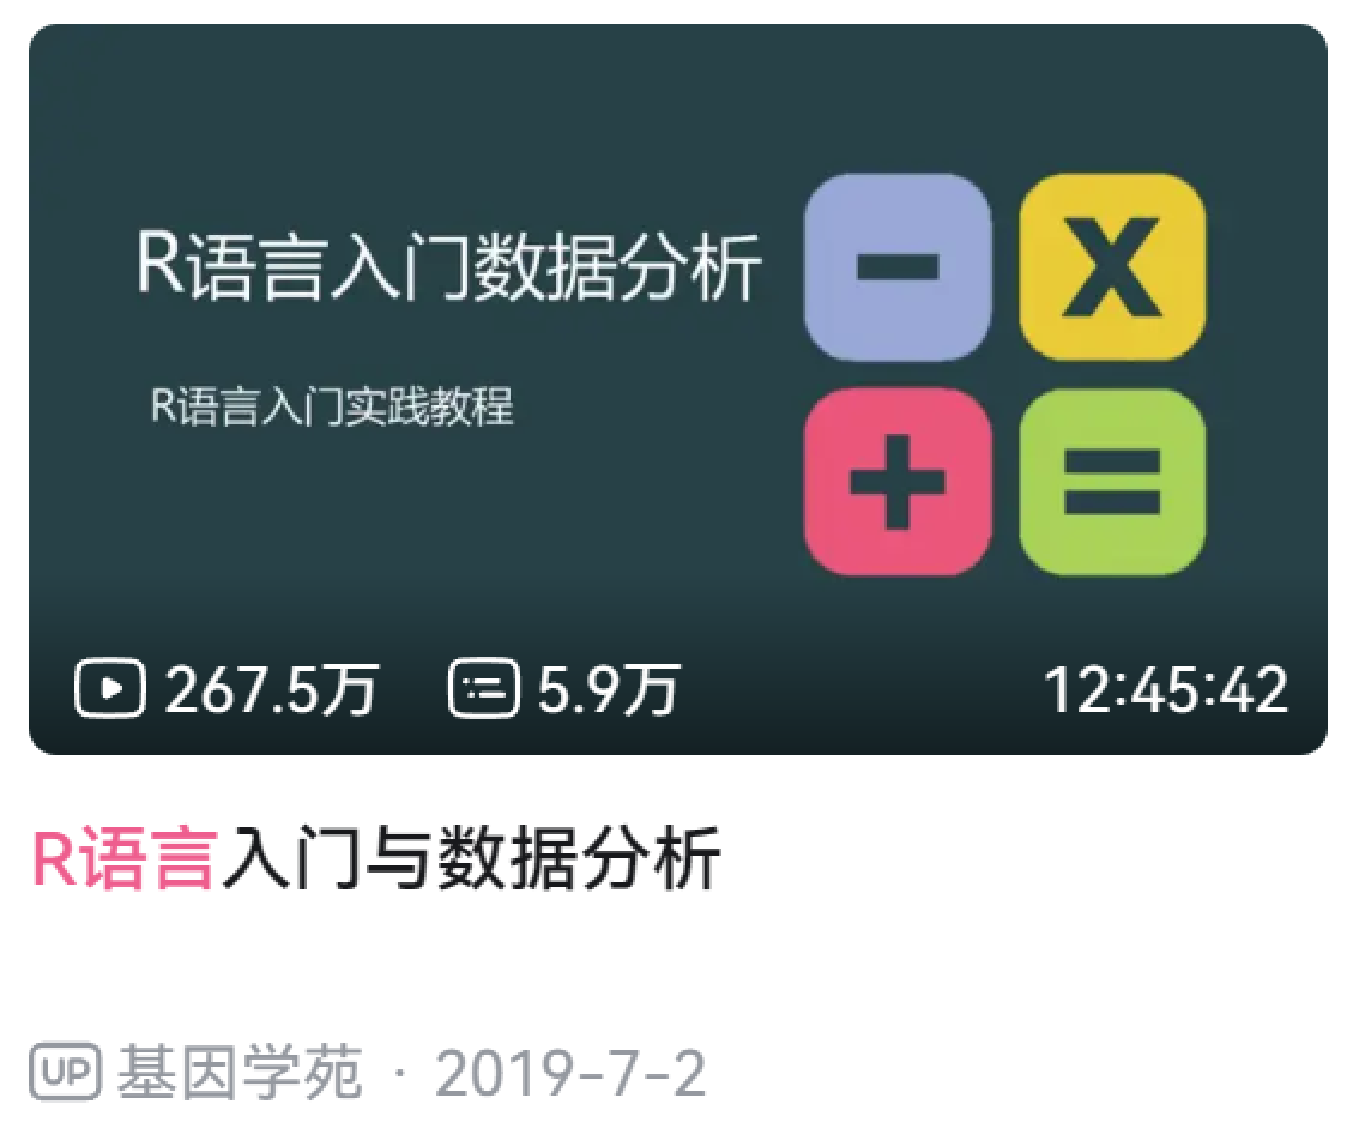 R语言入门数据分析
R语言入门实践教程
267.5万 5.9万 12:45:42
R语言入门与数据分析
UP 基因学苑 · 2019-7-2